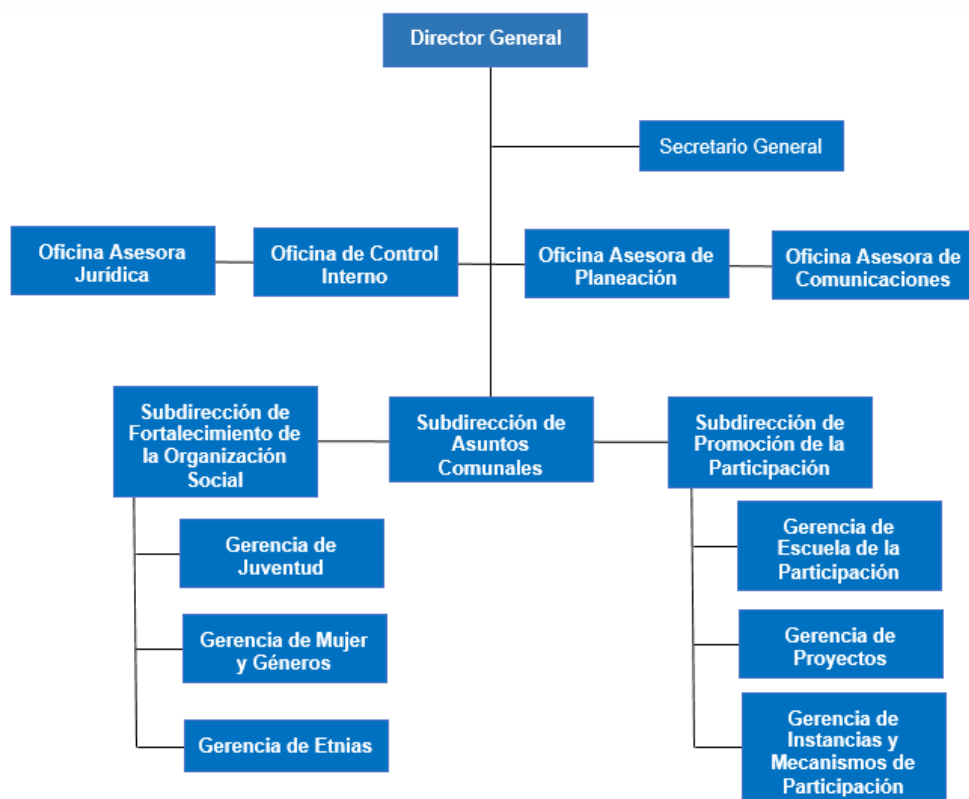 Director General
Secretario General
Oficina Asesora
Jurídica
Oficina de Control
Interno
Oficina Asesora de
Planeación
Oficina Asesora de
Comunicaciones
Subdirección de
Fortalecimiento de
la Organización
Social
Subdirección de
Asuntos
Comunales
Subdirección de
Promoción de la
Participación
Gerencia de
Juventud
Gerencia de Mujer
y Géneros
Gerencia de Etnias
Gerencia de
Escuela de la
Participación
Gerencia de
Proyectos
Gerencia de
Instancias y
Mecanismos de
Participación